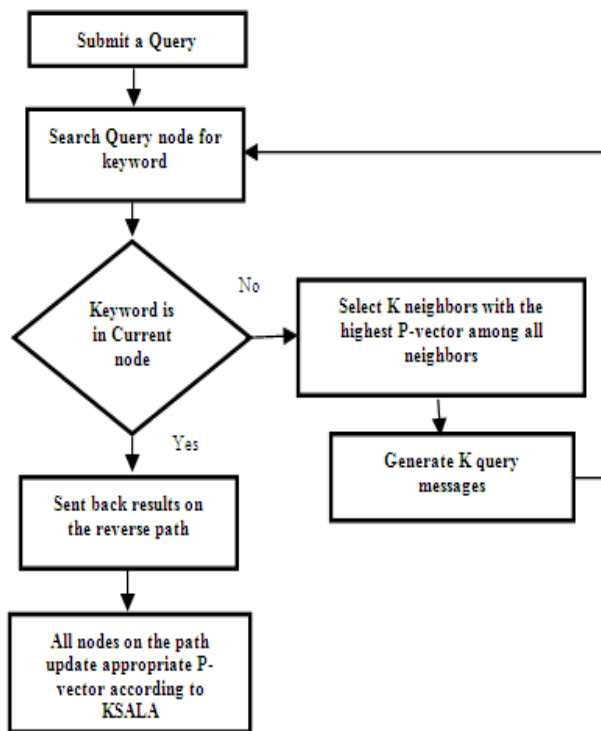 Submit a Query
Search Query node for
keyword
Keyword is
in Current
node
No
Select K neighbors with the
highest P-vector among all
neighbors
Generate K query
messages
Yes
Sent back results on
the reverse path
All nodes on the path
update appropriate P-
vector according to
KSALA